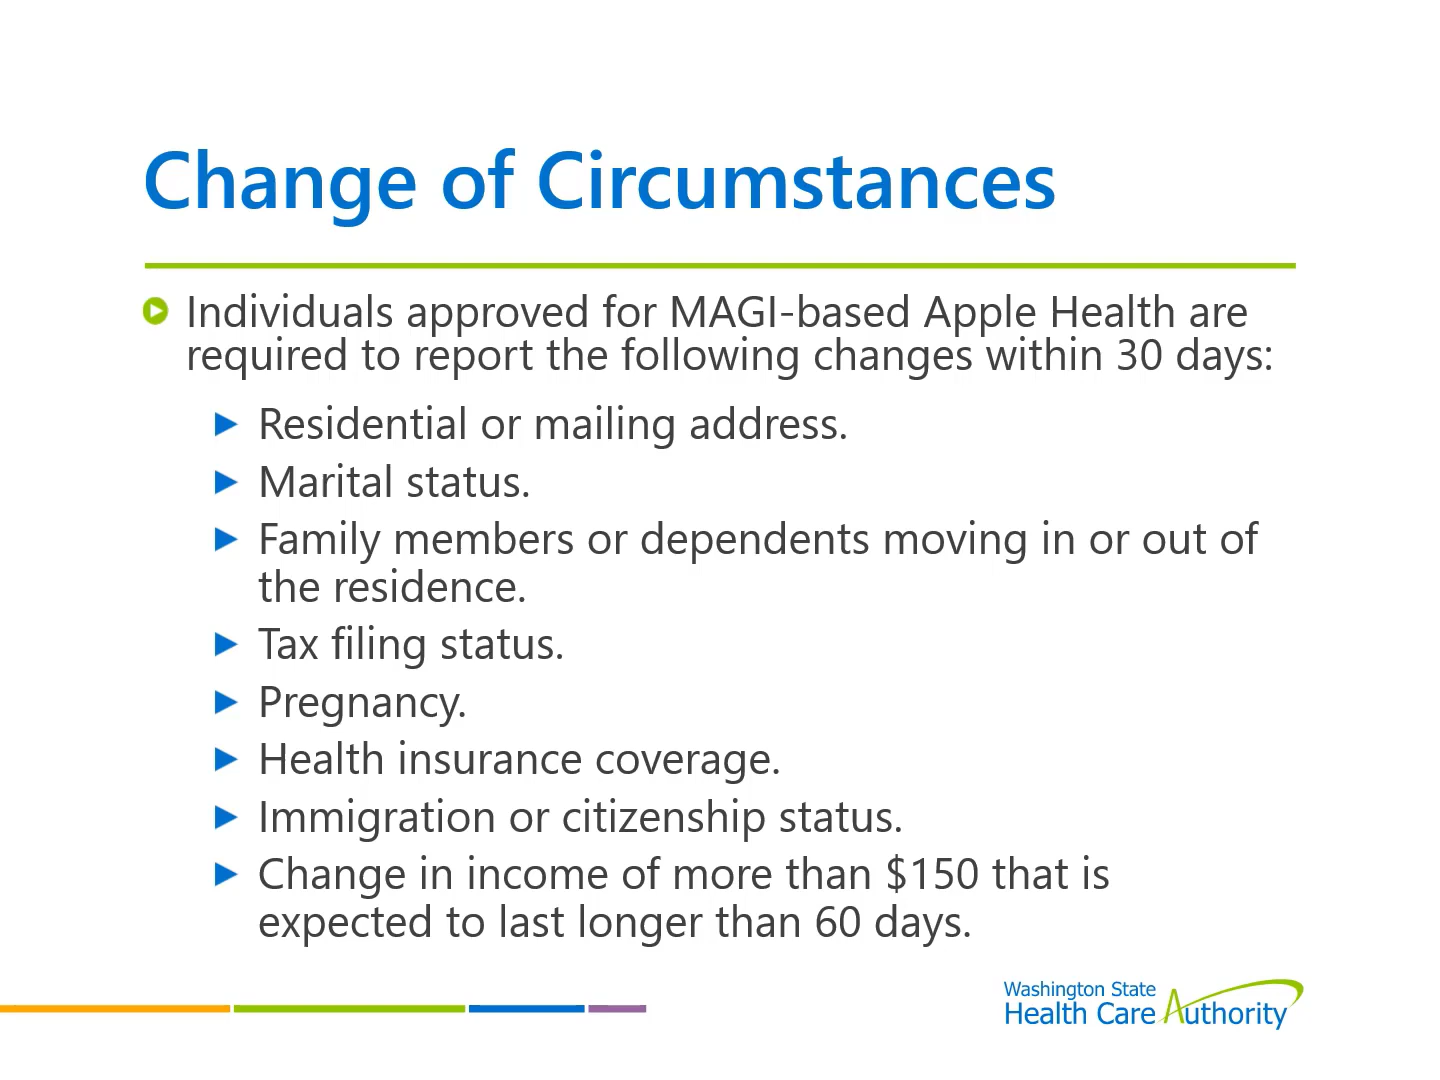 Change of Circumstances
Individuals approved for MAGI-based Apple Health are
required to report the following changes within 30 days:
Residential or mailing address.
Marital status.
Family members or dependents moving in or out of
the residence.
Tax filing status.
Pregnancy.
Health insurance coverage.
Immigration or citizenship status.
Change in income of more than $150 that is
expected to last longer than 60 days.
Washington State
Health Care Authority